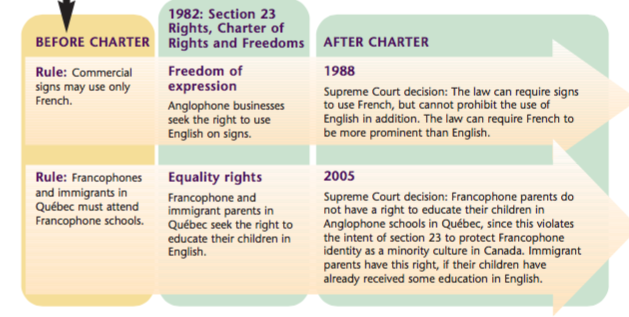 BEFORE CHARTER
1982: Section 23
Rights, Charter of
Rights and Freedoms
AFTER CHARTER
Rule: Commercial
signs may use only
French.
Freedom of
expression
Anglophone businesses
seek the right to use
English on signs.
1988
Supreme Court decision: The law can require signs
to use French, but cannot prohibit the use of
English in addition. The law can require French to
be more prominent than English.
Rule: Francophones
and immigrants in
Québec must attend
Francophone schools.
Equality rights
Francophone and
immigrant parents in
Québec seek the right to
educate their children in
English.
2005
Supreme Court decision: Francophone parents do
not have a right to educate their children in
Anglophone schools in Québec, since this violates
the intent of section 23 to protect Francophone
identity as a minority culture in Canada. Immigrant
parents have this right, if their children have
already received some education in English.